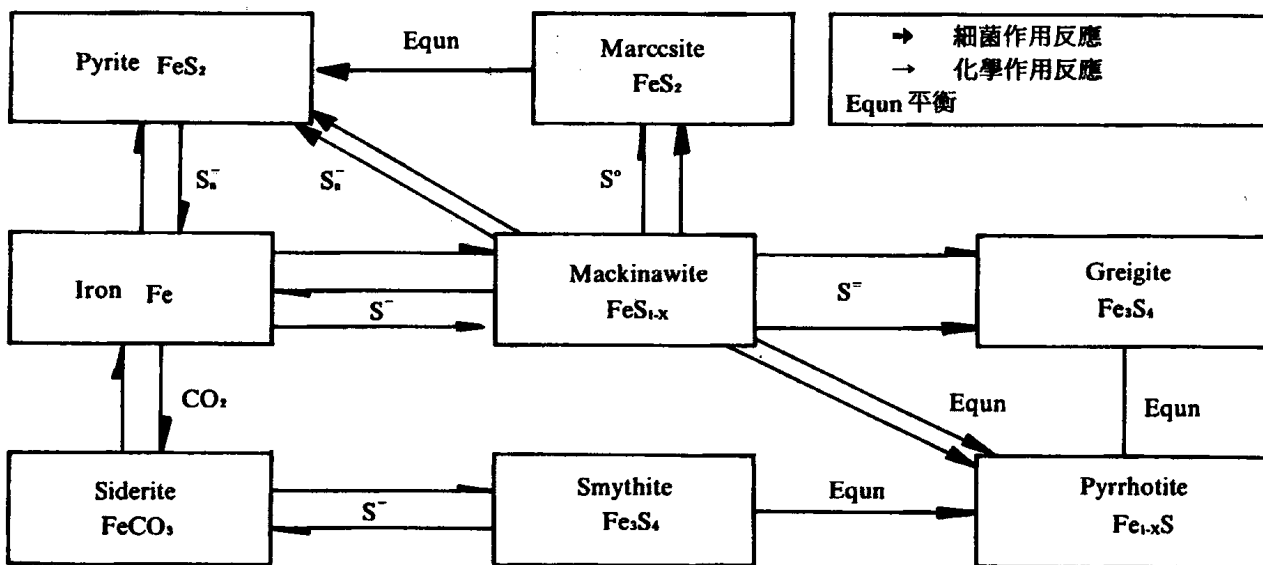 Pyrite FeS₂
Equn
Marccsite
FeS₂
→ 細菌作用反應
→ 化學作用反應
Equn 平衡
Sₙ⁻
Sₙ⁻
S°
Iron Fe
S⁻
Mackinawite
FeS₁₋ₓ
S⁼
Greigite
Fe₃S₄
CO₂
Equn
Equn
Siderite
FeCO₃
S⁻
Smythite
Fe₃S₄
Equn
Pyrrhotite
Fe₁₋ₓS